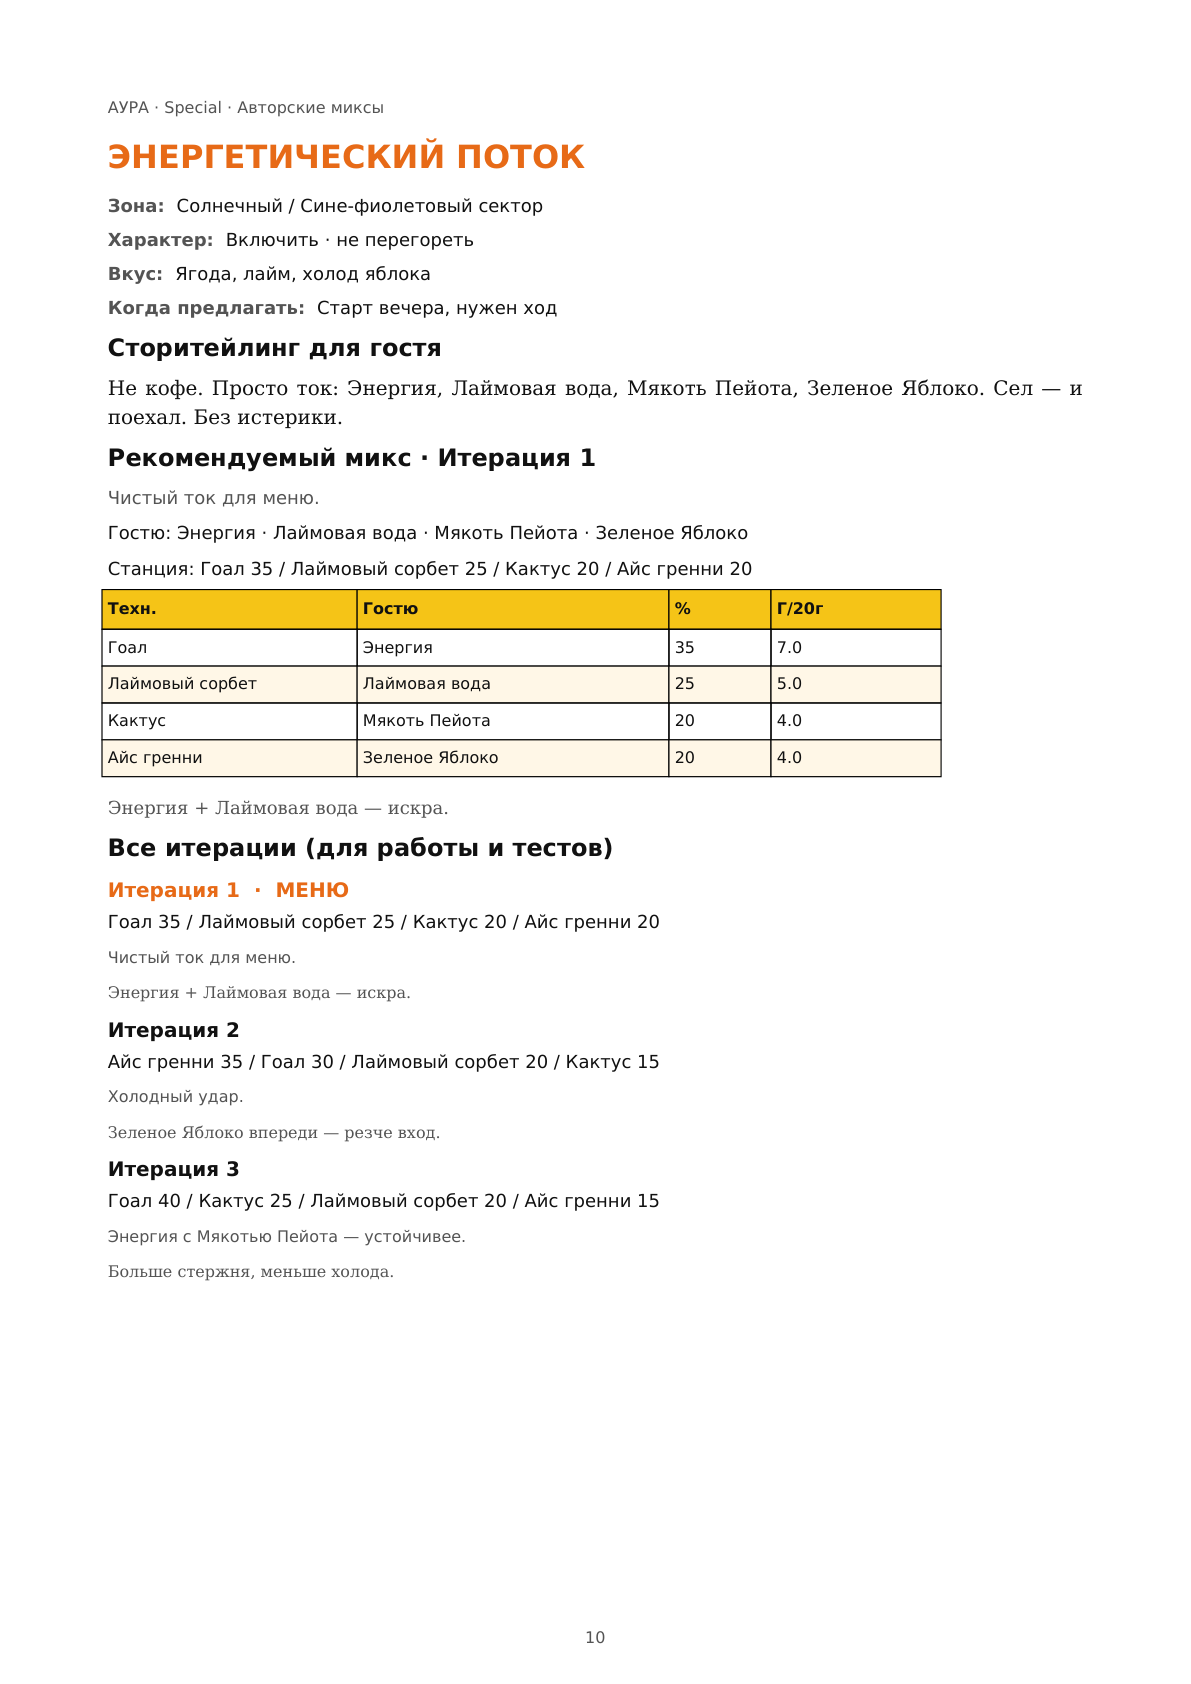 АУРА · Special · Авторские миксы
ЭНЕРГЕТИЧЕСКИЙ ПОТОК
Зона: Солнечный / Сине-фиолетовый сектор
Характер: Включить · не перегореть
Вкус: Ягода, лайм, холод яблока
Когда предлагать: Старт вечера, нужен ход
Сторитейлинг для гостя
Не кофе. Просто ток: Энергия, Лаймовая вода, Мякоть Пейота, Зеленое Яблоко. Сел — и
поехал. Без истерики.
Рекомендуемый микс · Итерация 1
Чистый ток для меню.
Гостю: Энергия · Лаймовая вода · Мякоть Пейота · Зеленое Яблоко
Станция: Гоал 35 / Лаймовый сорбет 25 / Кактус 20 / Айс гренни 20
Техн. Гостю % Г/20г
Гоал Энергия 35 7.0
Лаймовый сорбет Лаймовая вода 25 5.0
Кактус Мякоть Пейота 20 4.0
Айс гренни Зеленое Яблоко 20 4.0
Энергия + Лаймовая вода — искра.
Все итерации (для работы и тестов)
Итерация 1 · МЕНЮ
Гоал 35 / Лаймовый сорбет 25 / Кактус 20 / Айс гренни 20
Чистый ток для меню.
Энергия + Лаймовая вода — искра.
Итерация 2
Айс гренни 35 / Гоал 30 / Лаймовый сорбет 20 / Кактус 15
Холодный удар.
Зеленое Яблоко впереди — резче вход.
Итерация 3
Гоал 40 / Кактус 25 / Лаймовый сорбет 20 / Айс гренни 15
Энергия с Мякотью Пейота — устойчивее.
Больше стержня, меньше холода.
10